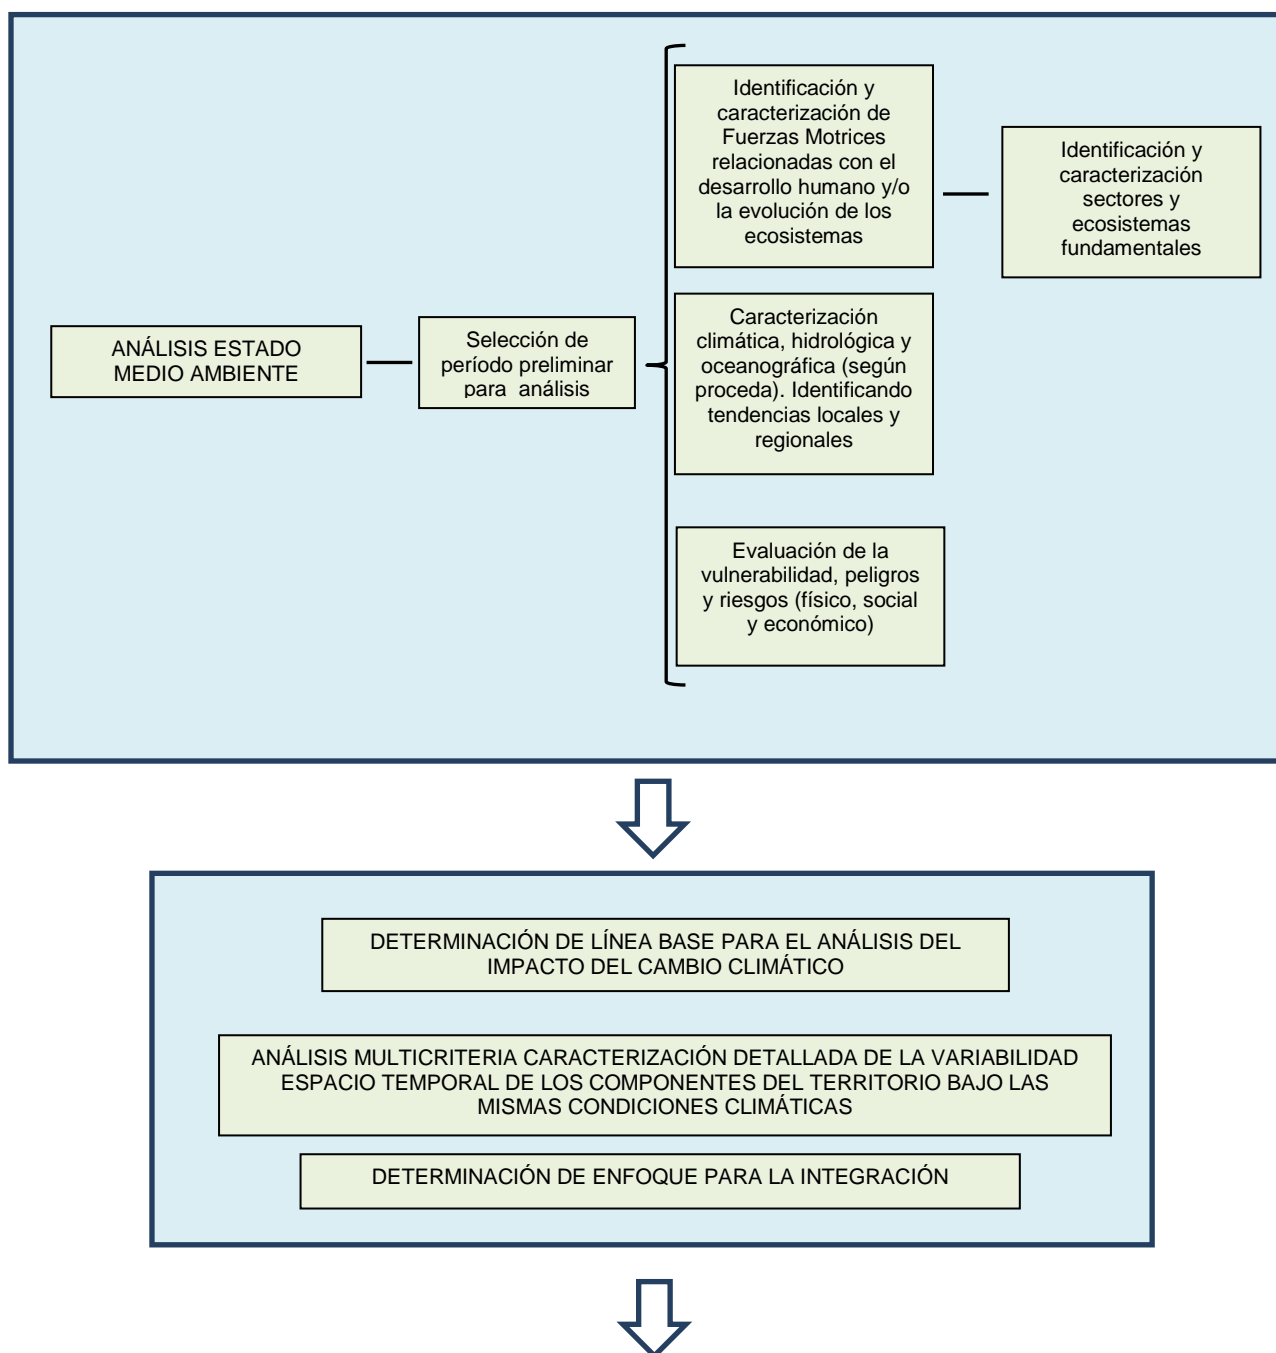 ANÁLISIS ESTADO
MEDIO AMBIENTE
Selección de
período preliminar
para  análisis
Identificación y
caracterización de
Fuerzas Motrices
relacionadas con el
desarrollo humano y/o
la evolución de los
ecosistemas
Identificación y
caracterización
sectores y
ecosistemas
fundamentales
Caracterización
climática, hidrológica y
oceanográfica (según
proceda). Identificando
tendencias locales y
regionales
Evaluación de la
vulnerabilidad, peligros
y riesgos (físico, social
y económico)
DETERMINACIÓN DE LÍNEA BASE PARA EL ANÁLISIS DEL
IMPACTO DEL CAMBIO CLIMÁTICO
ANÁLISIS MULTICRITERIA CARACTERIZACIÓN DETALLADA DE LA VARIABILIDAD
ESPACIO TEMPORAL DE LOS COMPONENTES DEL TERRITORIO BAJO LAS
MISMAS CONDICIONES CLIMÁTICAS
DETERMINACIÓN DE ENFOQUE PARA LA INTEGRACIÓN